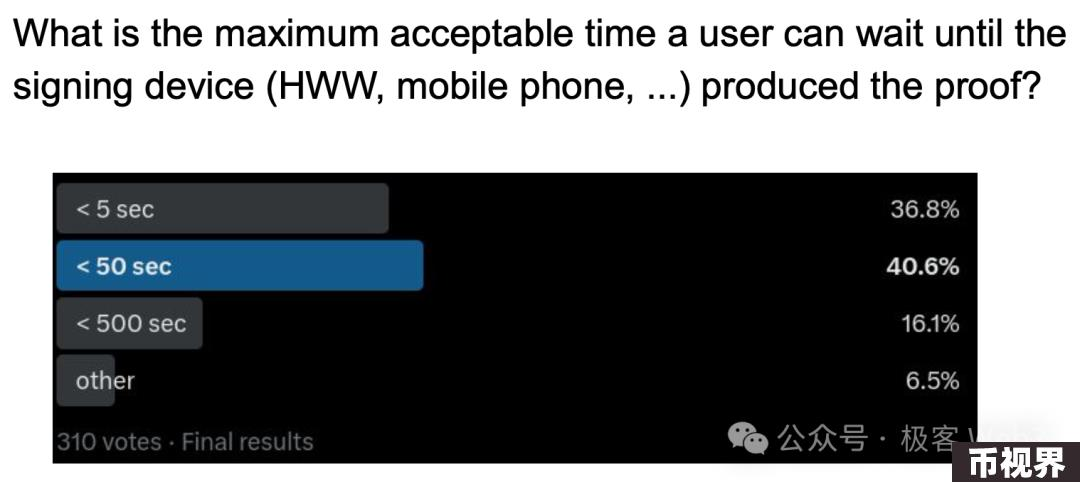 What is the maximum acceptable time a user can wait until the
signing device (HWW, mobile phone, ...) produced the proof?
< 5 sec 36.8%
< 50 sec 40.6%
< 500 sec 16.1%
other 6.5%
310 votes · Final results
公众号 · 极客
币视界